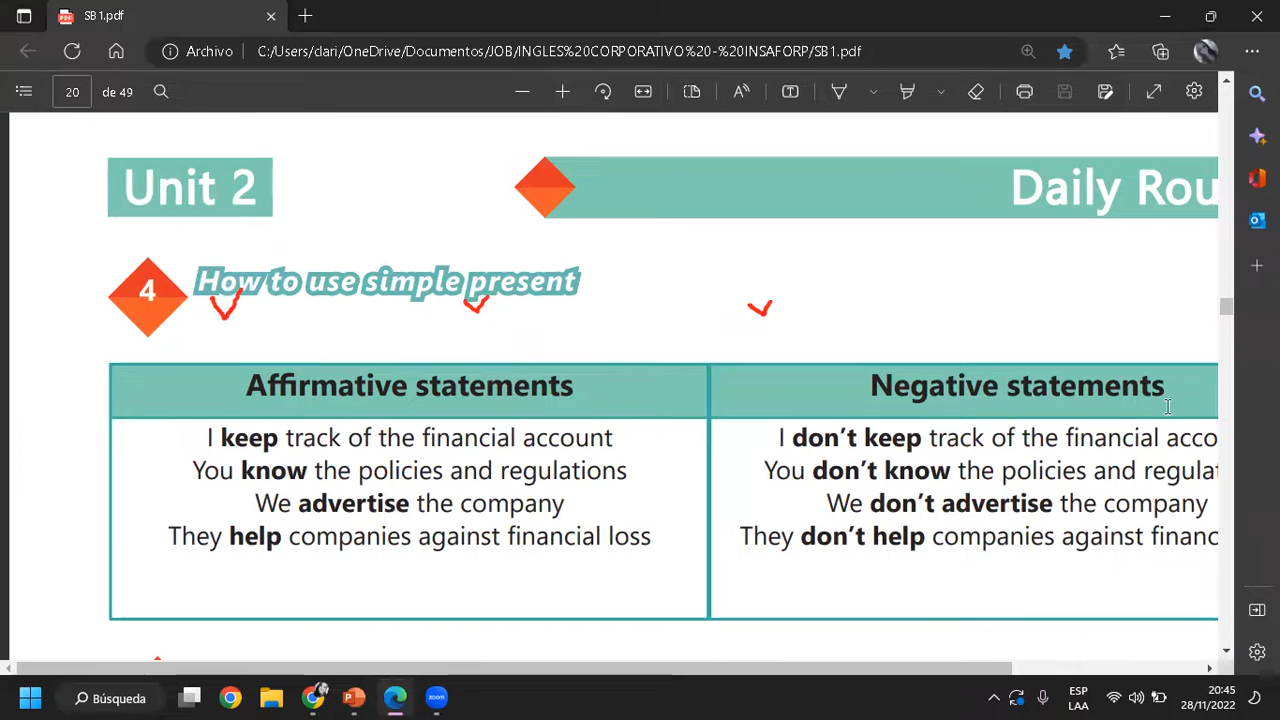 SB1.pdf
Archivo
C:/Users/clari/OneDrive/Documentos/JOB/INGLES%20CORPORATIVO%20-%20INSAFORP/SB1.pdf
20 de 49
Unit 2
Daily Rou
4
How to use simple present
Affirmative statements
I keep track of the financial account
You know the policies and regulations
We advertise the company
They help companies against financial loss
Negative statements
I don't keep track of the financial acco
You don't know the policies and regulat
We don't advertise the company
They don't help companies against financ
Búsqueda
zoom
ESP
LAA
20:45
28/11/2022